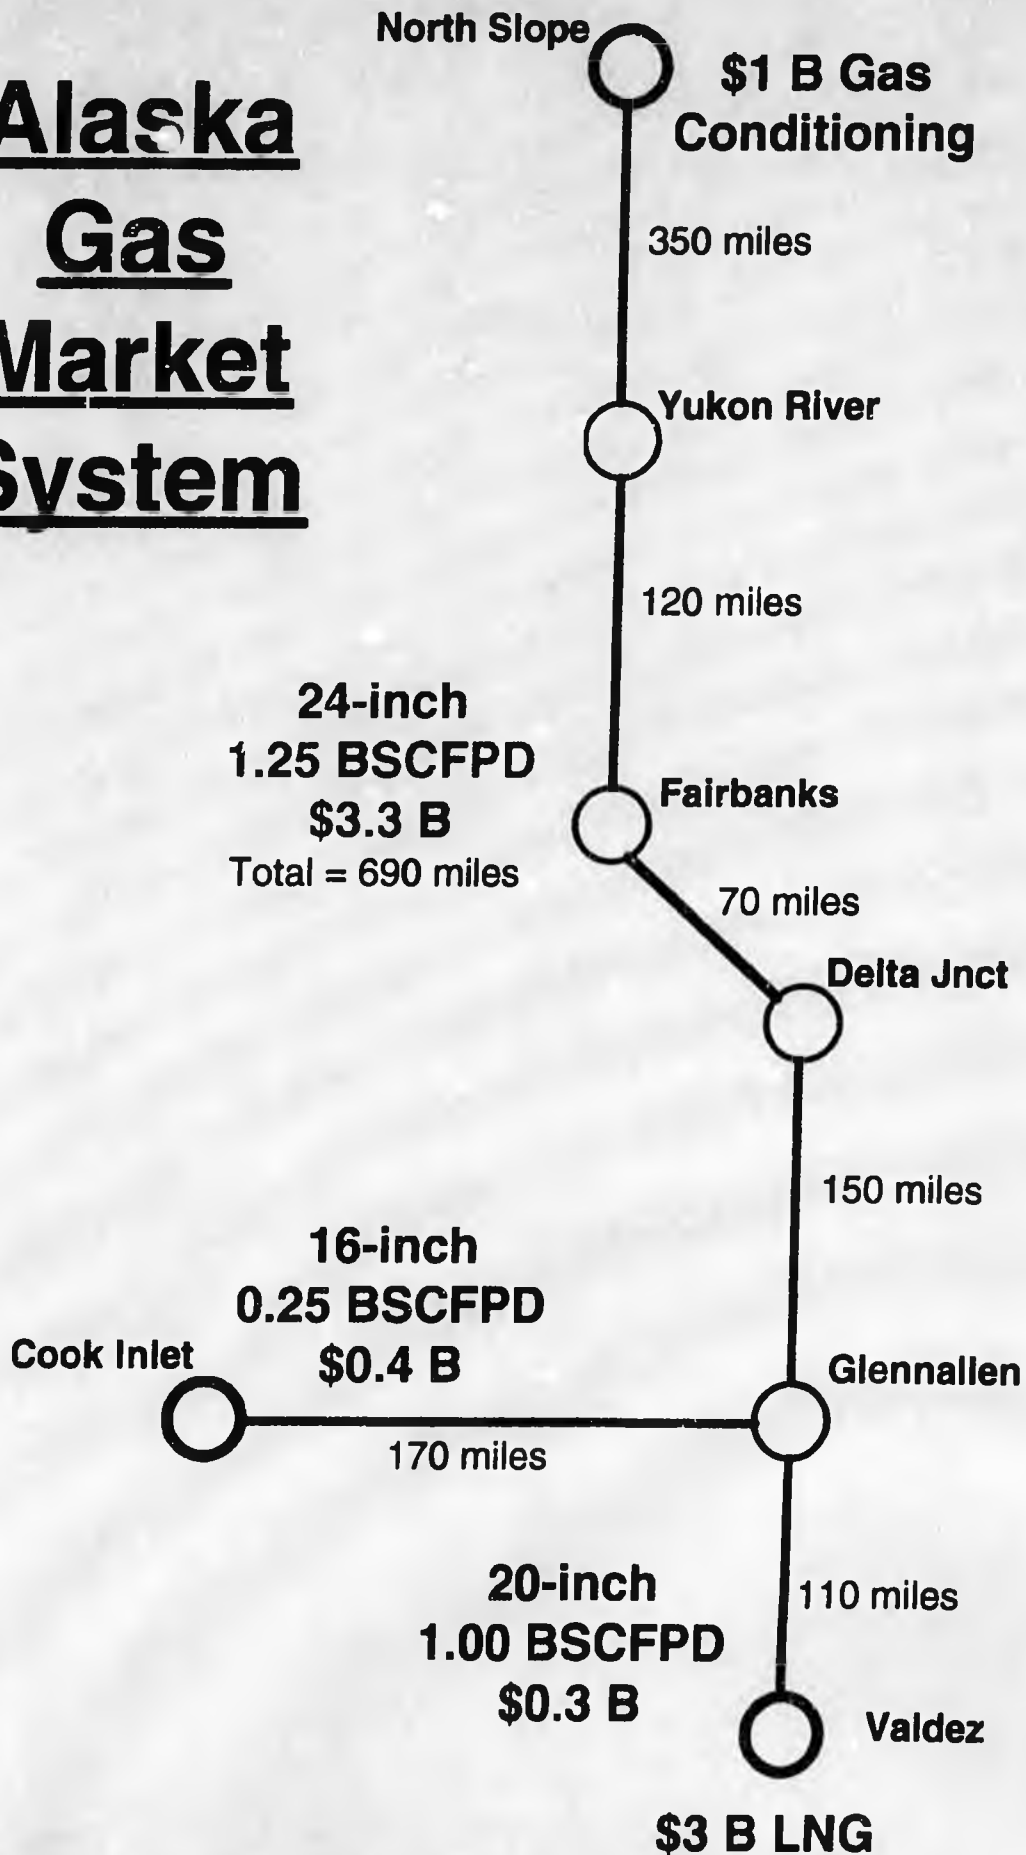 Alaska
Gas
Market
System
North Slope
$1 B Gas
Conditioning
350 miles
Yukon River
120 miles
24-inch
1.25 BSCFPD
$3.3 B
Total = 690 miles
Fairbanks
70 miles
Delta Jnct
150 miles
16-inch
0.25 BSCFPD
$0.4 B
Cook Inlet
170 miles
Glennallen
20-inch
1.00 BSCFPD
$0.3 B
110 miles
Valdez
$3 B LNG